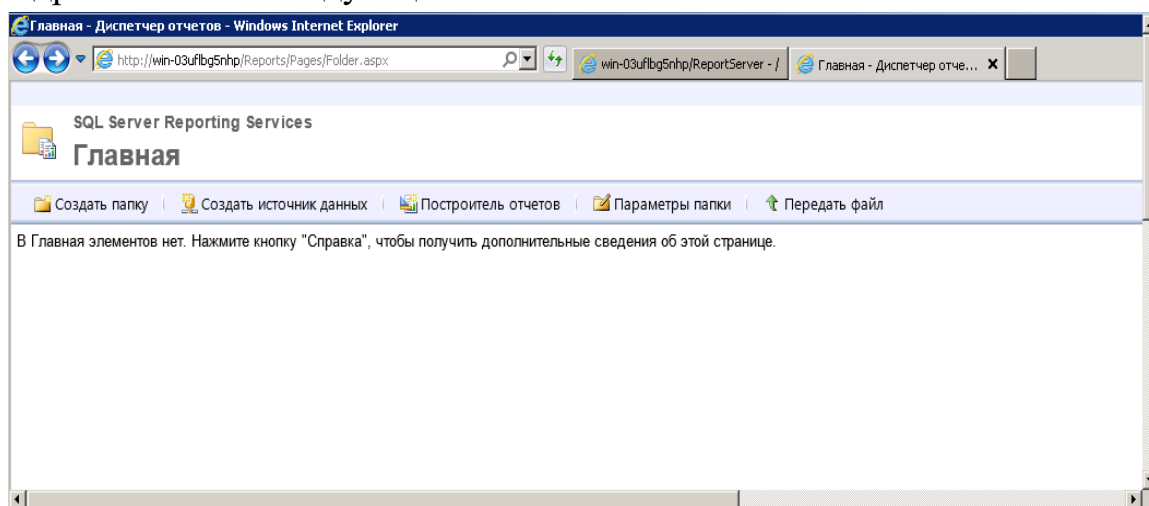 Главная - Диспетчер отчетов - Windows Internet Explorer
http://win-03uflbg5nhp/Reports/Pages/Folder.aspx
win-03uflbg5nhp/ReportServer - /
Главная - Диспетчер отче...
SQL Server Reporting Services
Главная
Создать папку
Создать источник данных
Построитель отчетов
Параметры папки
Передать файл
В Главная элементов нет. Нажмите кнопку "Справка", чтобы получить дополнительные сведения об этой странице.